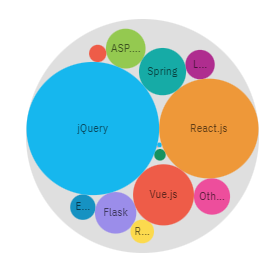 ASP....
Spring
L...
jQuery
React.js
Vue.js
Oth...
E...
Flask
R...